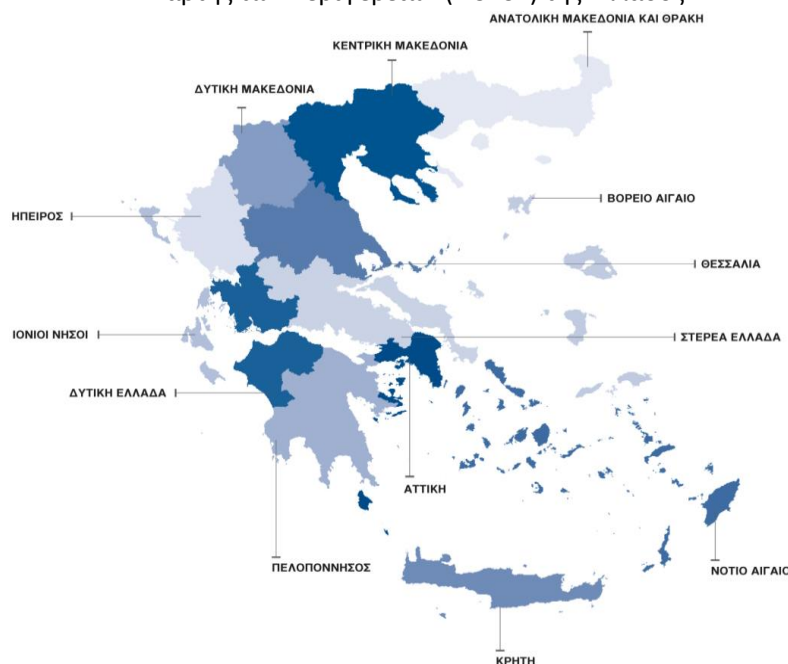 ΑΝΑΤΟΛΙΚΗ ΜΑΚΕΔΟΝΙΑ ΚΑΙ ΘΡΑΚΗ
ΚΕΝΤΡΙΚΗ ΜΑΚΕΔΟΝΙΑ
ΔΥΤΙΚΗ ΜΑΚΕΔΟΝΙΑ
ΒΟΡΕΙΟ ΑΙΓΑΙΟ
ΗΠΕΙΡΟΣ
ΘΕΣΣΑΛΙΑ
ΙΟΝΙΟΙ ΝΗΣΟΙ
ΣΤΕΡΕΑ ΕΛΛΑΔΑ
ΔΥΤΙΚΗ ΕΛΛΑΔΑ
ΑΤΤΙΚΗ
ΠΕΛΟΠΟΝΝΗΣΟΣ
ΝΟΤΙΟ ΑΙΓΑΙΟ
ΚΡΗΤΗ